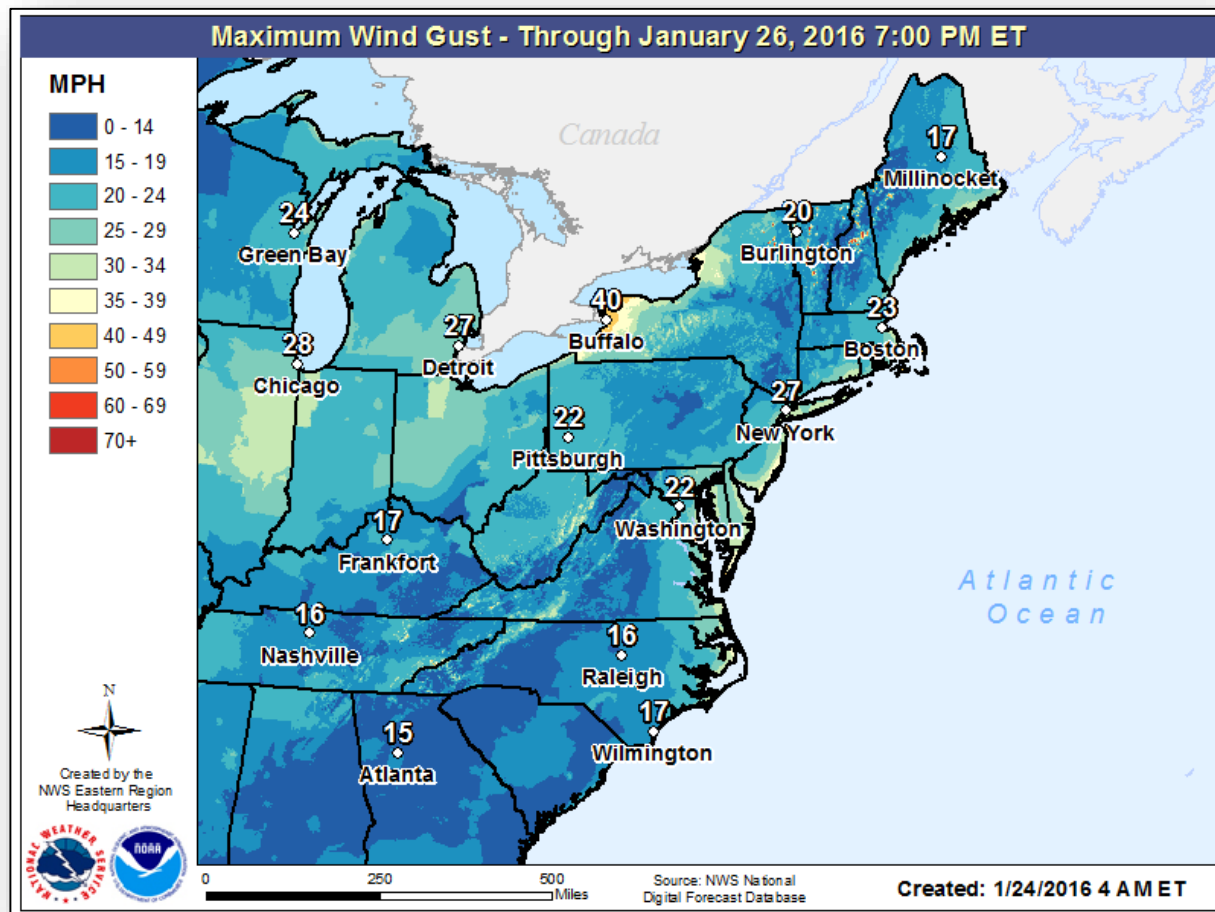 Maximum Wind Gust - Through January 26, 2016 7:00 PM ET
MPH
0 - 14
15 - 19
20 - 24
25 - 29
30 - 34
35 - 39
40 - 49
50 - 59
60 - 69
70+
Canada
17
Millinocket
24
Green Bay
20
Burlington
40
Buffalo
23
Boston
28
Chicago
27
Detroit
27
New York
22
Pittsburgh
22
Washington
17
Frankfort
Atlantic
Ocean
16
Nashville
16
Raleigh
17
Wilmington
15
Atlanta
N
Created by the
NWS Eastern Region
Headquarters
NATIONAL WEATHER SERVICE
NOAA
0 250 500
Miles
Source: NWS National
Digital Forecast Database
Created: 1/24/2016 4 AM ET